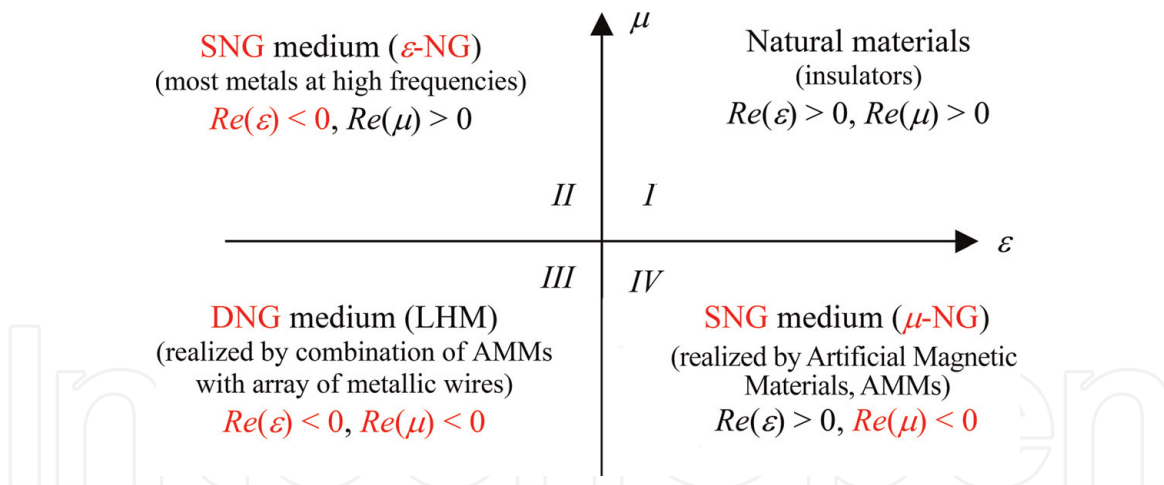 μ
SNG medium (ε-NG)
(most metals at high frequencies)
Re(ε) < 0, Re(μ) > 0
Natural materials
(insulators)
Re(ε) > 0, Re(μ) > 0
II
I
ε
III
IV
DNG medium (LHM)
(realized by combination of AMMs
with array of metallic wires)
Re(ε) < 0, Re(μ) < 0
SNG medium (μ-NG)
(realized by Artificial Magnetic
Materials, AMMs)
Re(ε) > 0, Re(μ) < 0